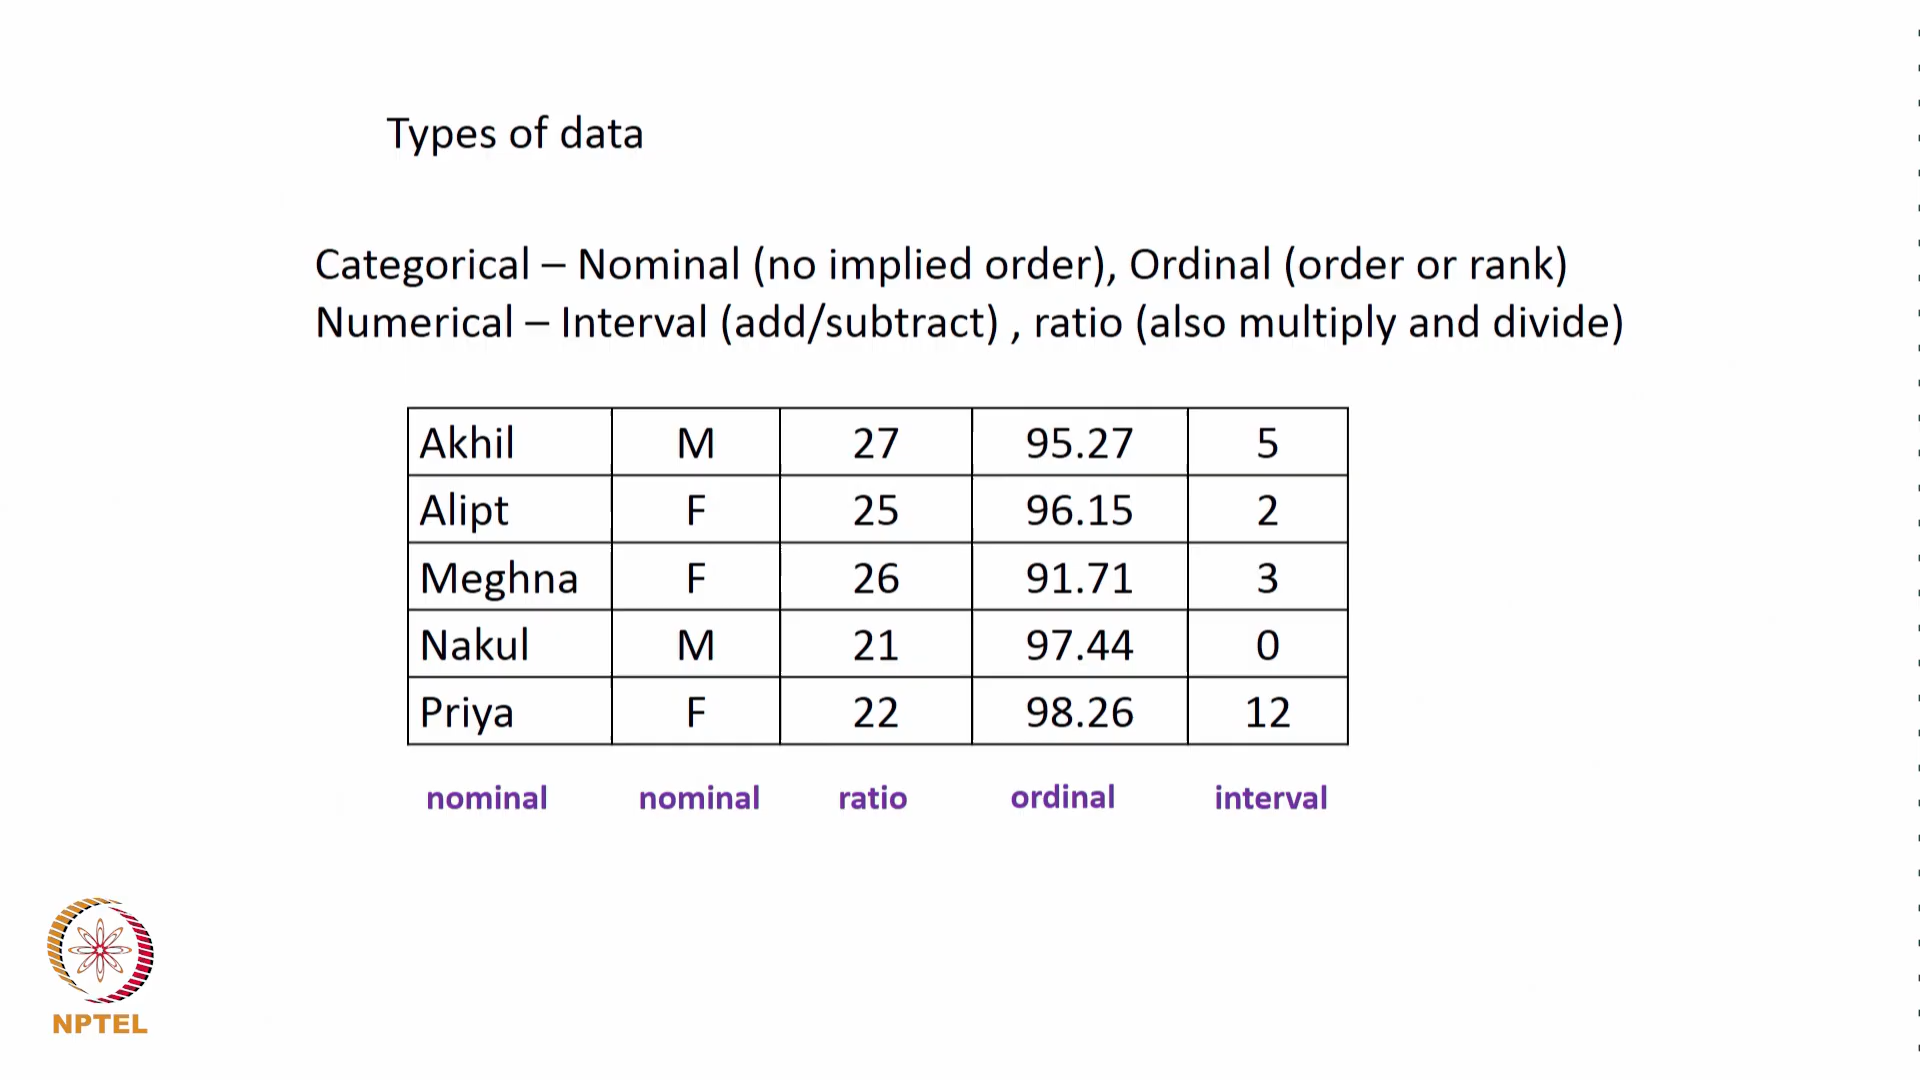 Types of data
Categorical – Nominal (no implied order), Ordinal (order or rank)
Numerical – Interval (add/subtract) , ratio (also multiply and divide)
Akhil M 27 95.27 5
Alipt F 25 96.15 2
Meghna F 26 91.71 3
Nakul M 21 97.44 0
Priya F 22 98.26 12
nominal nominal ratio ordinal interval
NPTEL